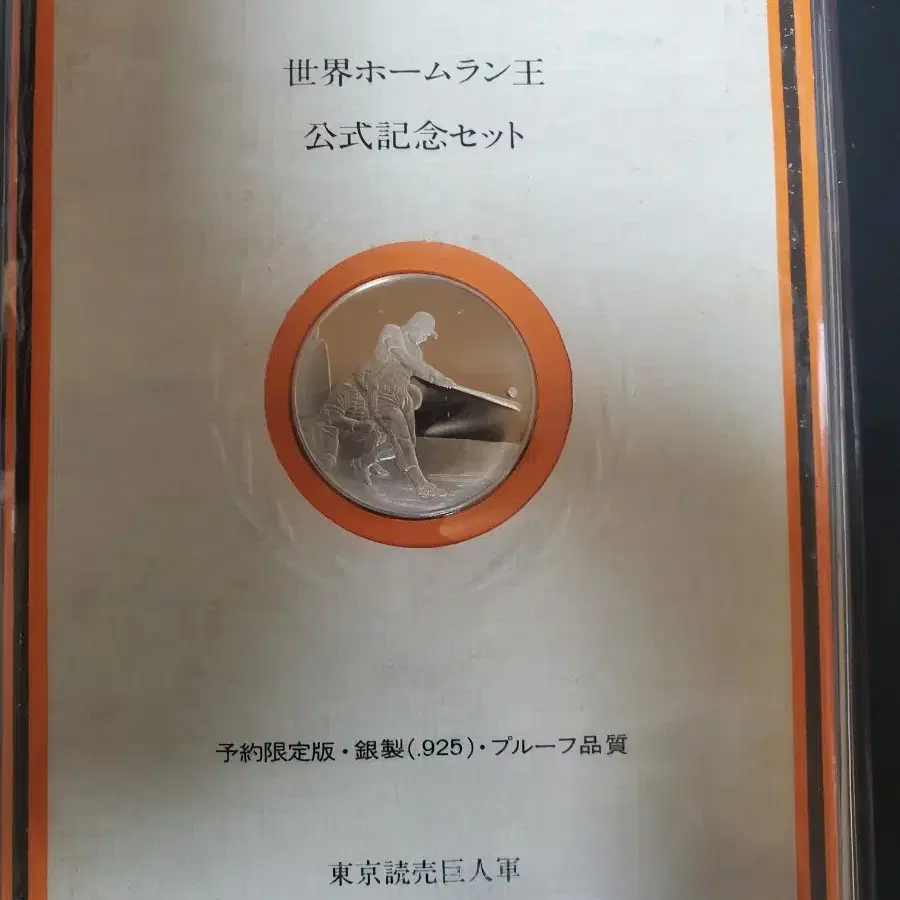 世界ホームラン王
公式記念セット
予約限定版・銀製(.925)・プルーフ品質
東京読売巨人軍